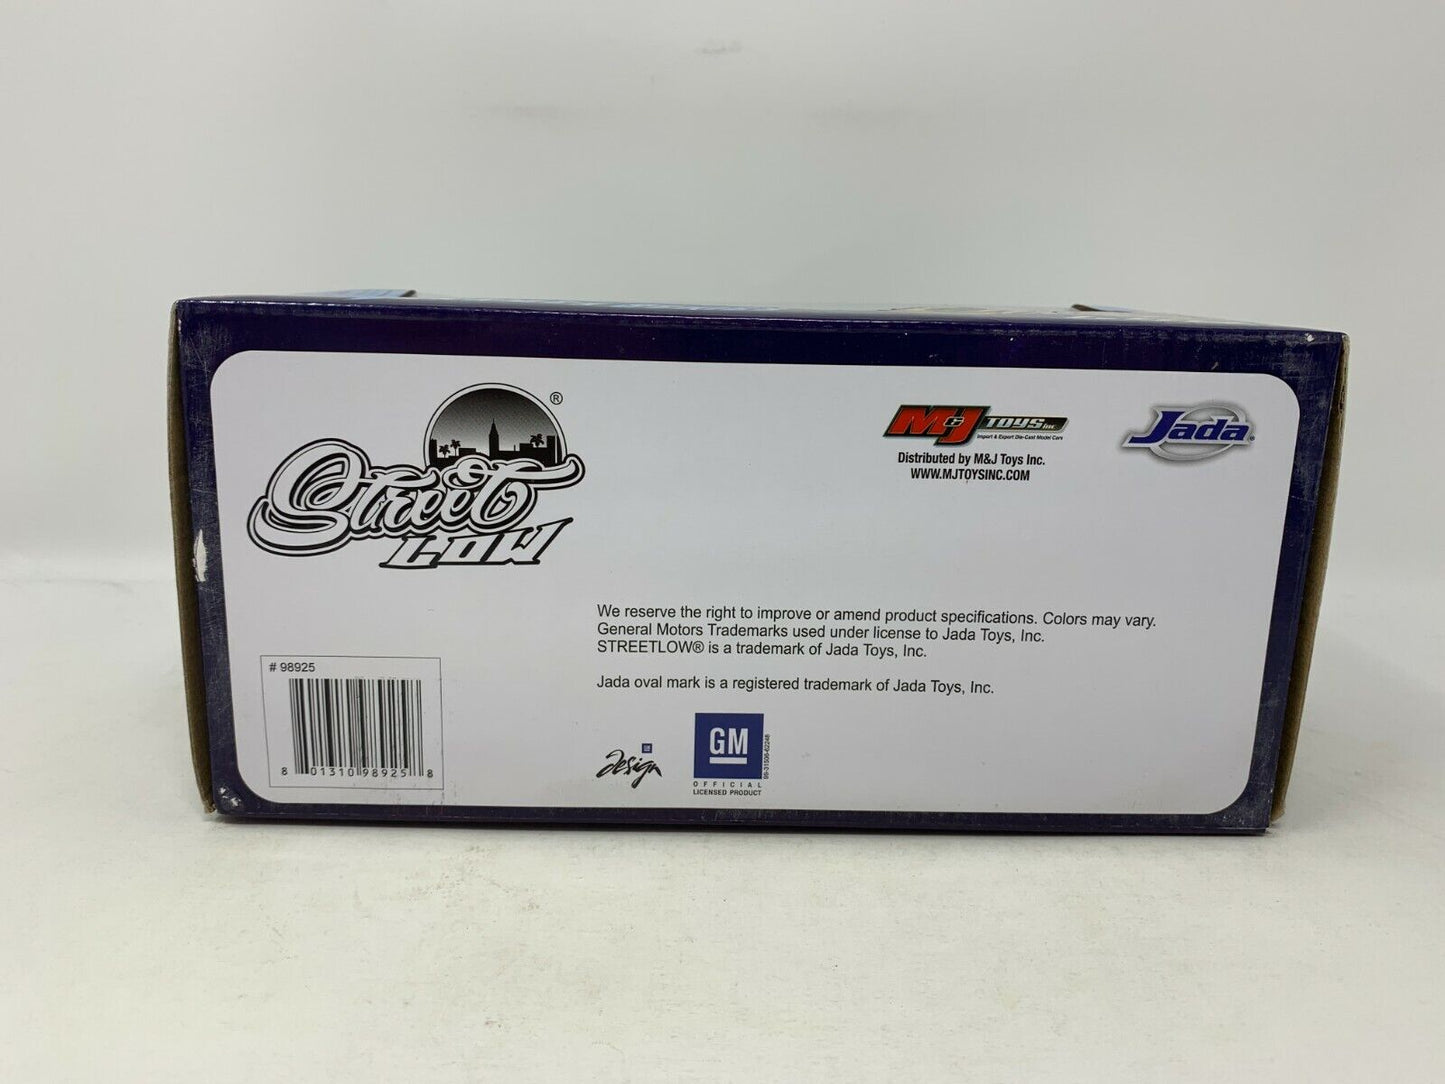 ®
Street
LOW
M&J TOYS INC
Import & Export Die-Cast Model Cars
Distributed by M&J Toys Inc.
WWW.MJTOYSINC.COM
Jada®
We reserve the right to improve or amend product specifications. Colors may vary.
General Motors Trademarks used under license to Jada Toys, Inc.
STREETLOW® is a trademark of Jada Toys, Inc.
Jada oval mark is a registered trademark of Jada Toys, Inc.
# 98925
8 01310 98925 8
GM
design
GM
OFFICIAL
LICENSED PRODUCT